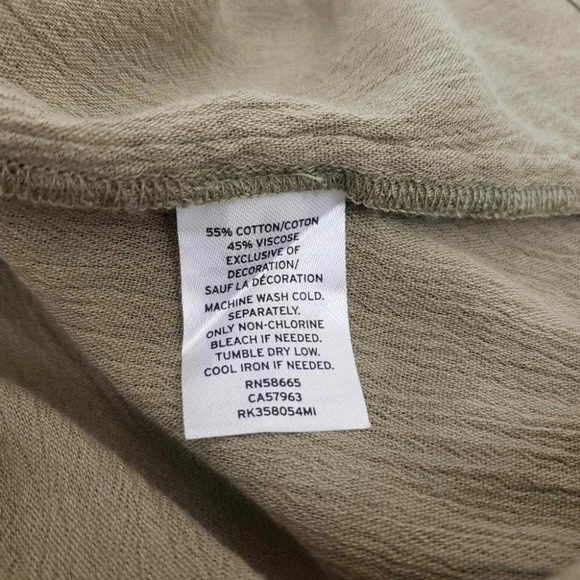 55% COTTON/COTON
45% VISCOSE
EXCLUSIVE OF
DECORATION/
SAUF LA DÉCORATION
MACHINE WASH COLD.
SEPARATELY.
ONLY NON-CHLORINE
BLEACH IF NEEDED.
TUMBLE DRY LOW.
COOL IRON IF NEEDED.
RN58665
CA57963
RK358054MI